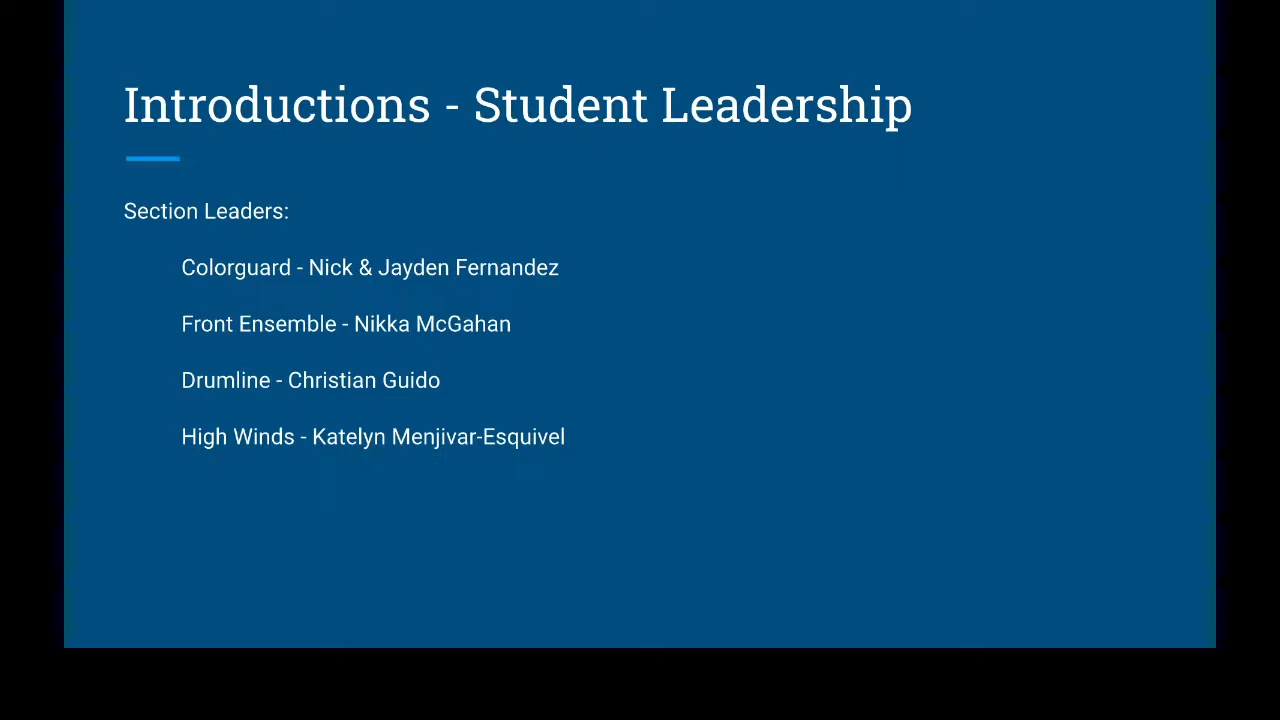 Introductions - Student Leadership
Section Leaders:
Colorguard - Nick & Jayden Fernandez
Front Ensemble - Nikka McGahan
Drumline - Christian Guido
High Winds - Katelyn Menjivar-Esquivel